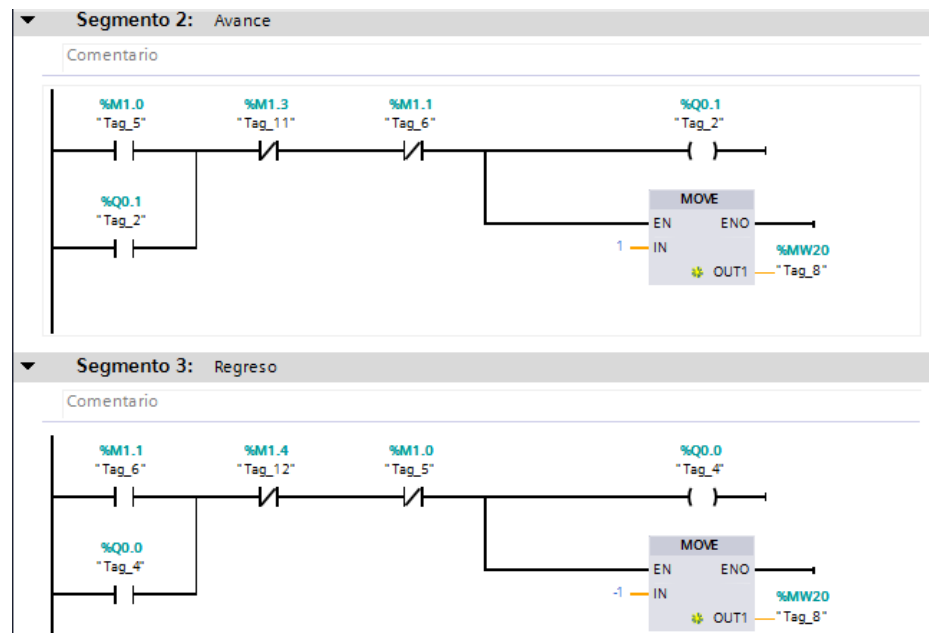 Segmento 2: Avance
Comentario
%M1.0 %M1.3 %M1.1 %Q0.1
"Tag_5" "Tag_11" "Tag_6" "Tag_2"
%Q0.1
"Tag_2"
MOVE
EN ENO
1 IN
%MW20
OUT1 "Tag_8"
Segmento 3: Regreso
Comentario
%M1.1 %M1.4 %M1.0 %Q0.0
"Tag_6" "Tag_12" "Tag_5" "Tag_4"
%Q0.0
"Tag_4"
MOVE
EN ENO
-1 IN
%MW20
OUT1 "Tag_8"